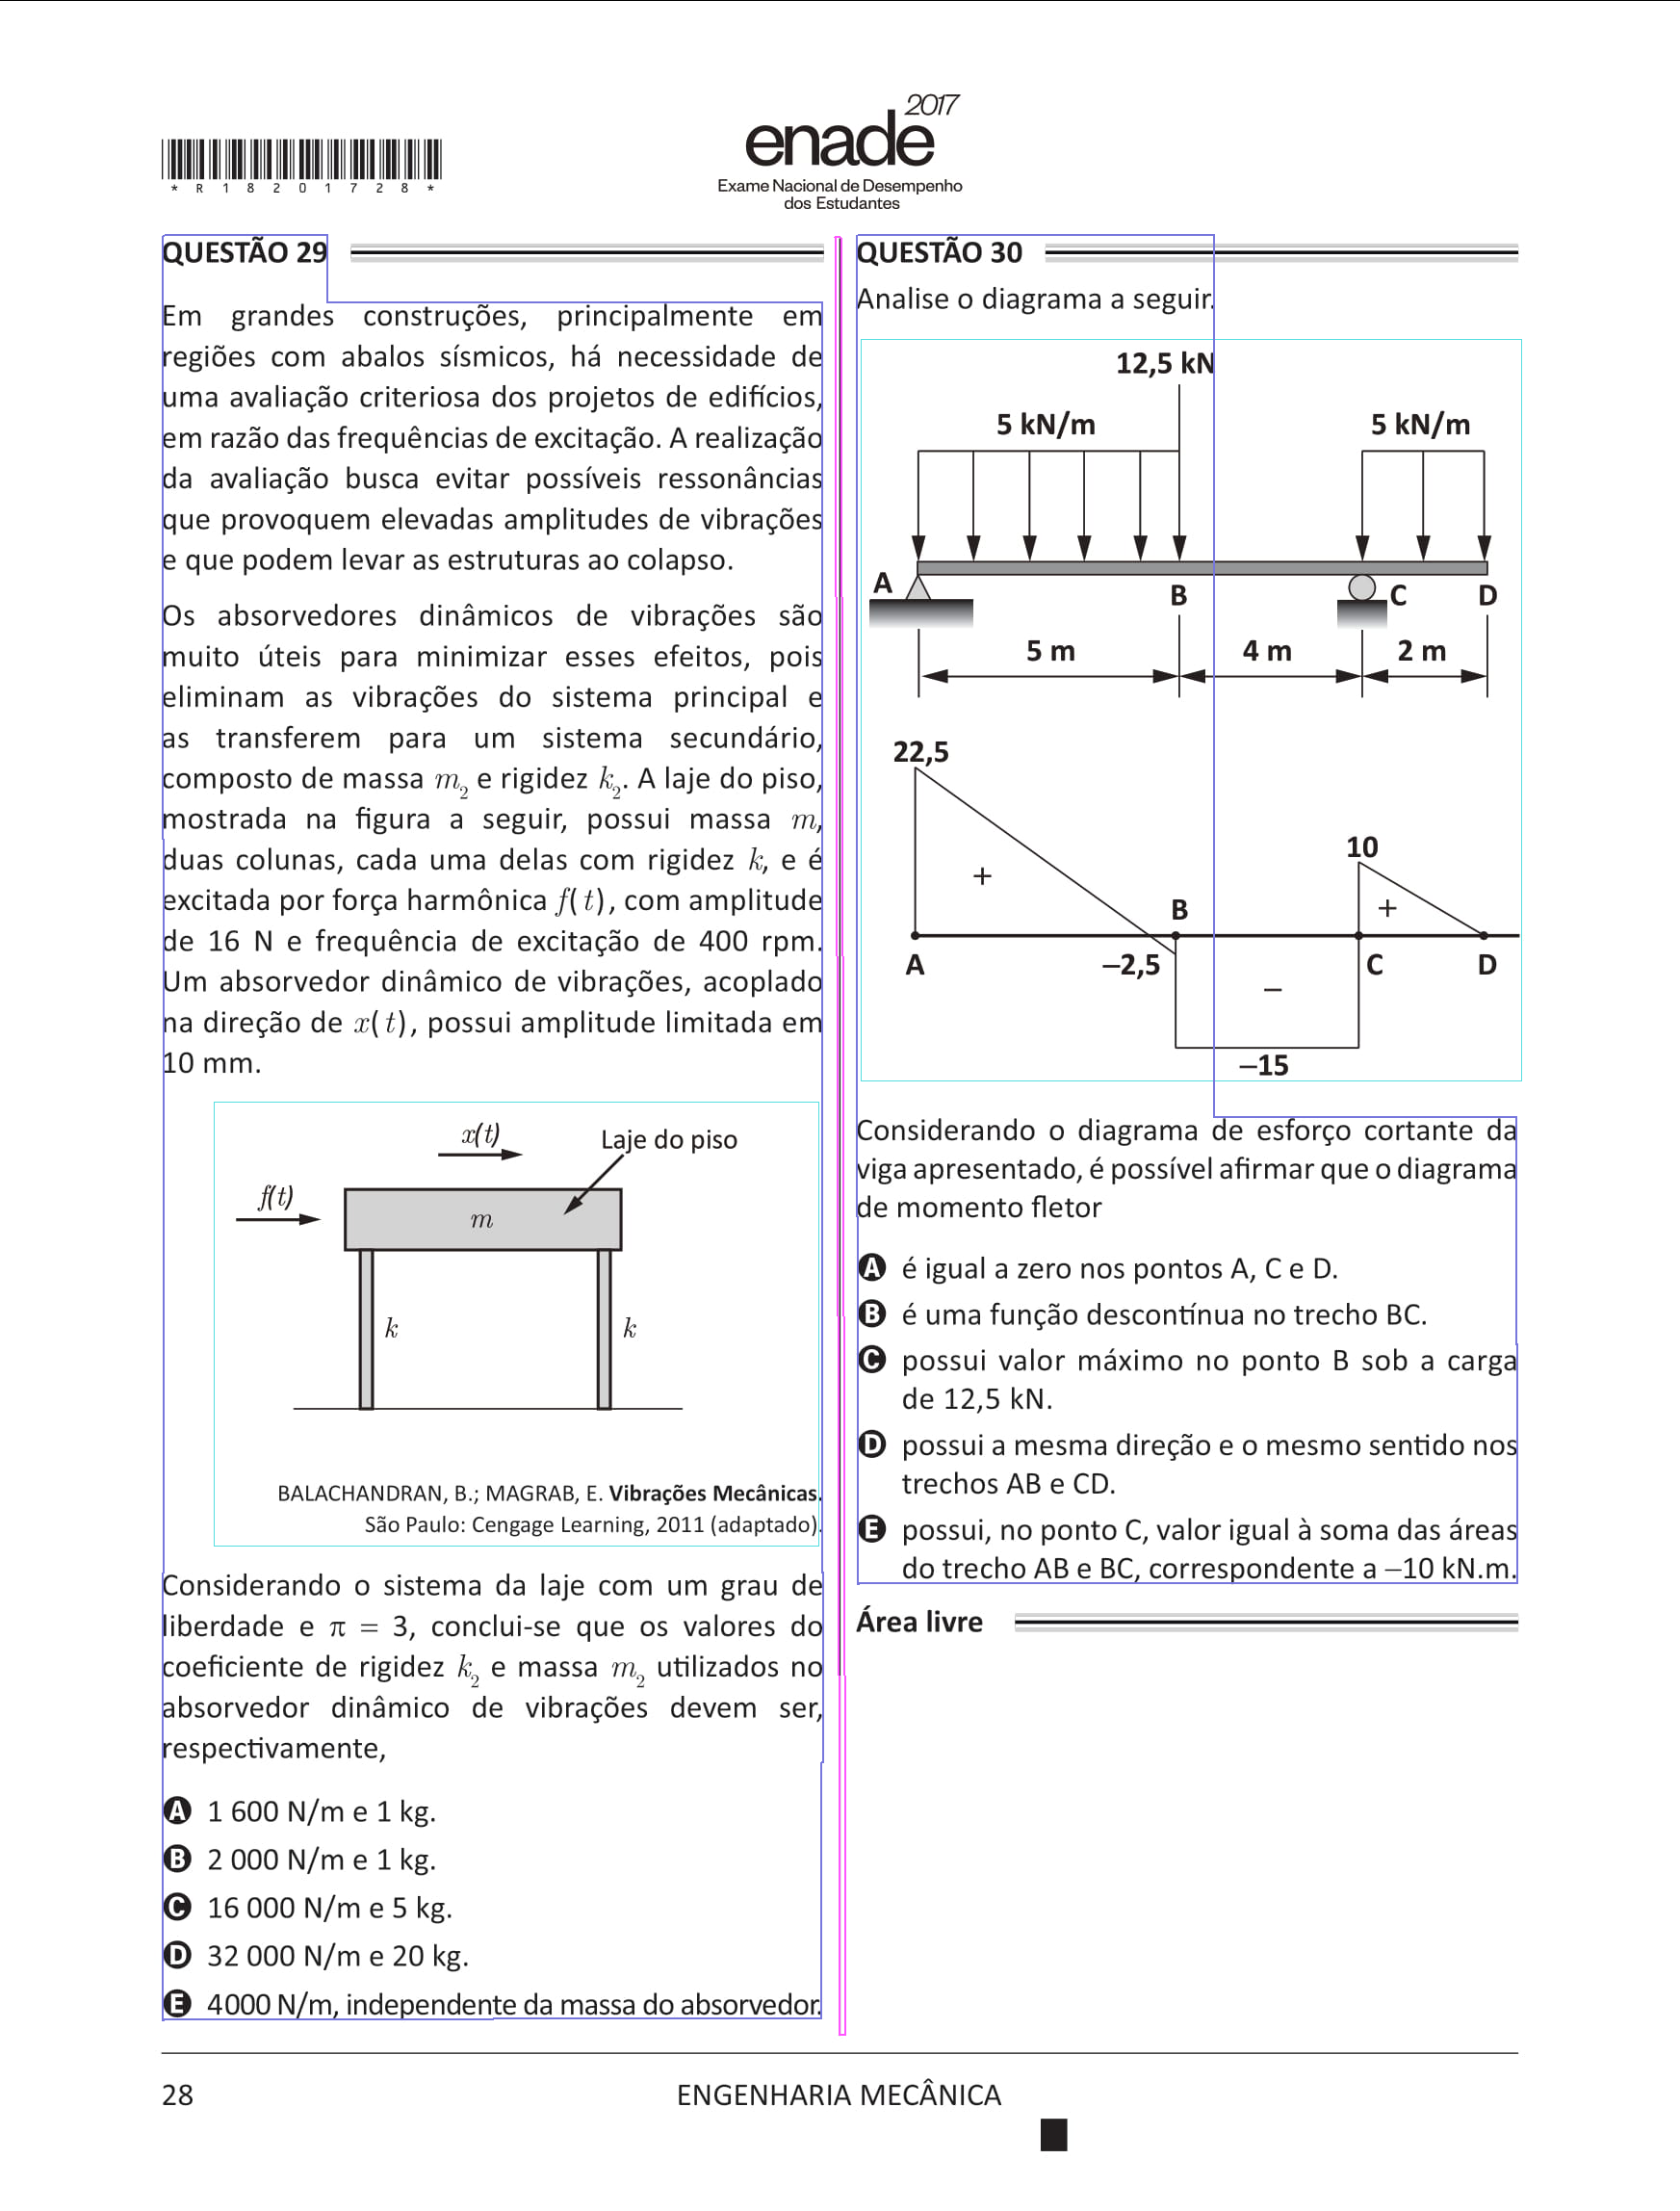 * R 1 8 2 0 1 7 2 8 *
enade 2017
Exame Nacional de Desempenho
dos Estudantes
QUESTÃO 29
Em grandes construções, principalmente em
regiões com abalos sísmicos, há necessidade de
uma avaliação criteriosa dos projetos de edifícios,
em razão das frequências de excitação. A realização
da avaliação busca evitar possíveis ressonâncias
que provoquem elevadas amplitudes de vibrações
e que podem levar as estruturas ao colapso.
Os absorvedores dinâmicos de vibrações são
muito úteis para minimizar esses efeitos, pois
eliminam as vibrações do sistema principal e
as transferem para um sistema secundário,
composto de massa m₂ e rigidez k₂. A laje do piso,
mostrada na figura a seguir, possui massa m,
duas colunas, cada uma delas com rigidez k, e é
excitada por força harmônica f(t), com amplitude
de 16 N e frequência de excitação de 400 rpm.
Um absorvedor dinâmico de vibrações, acoplado
na direção de x(t), possui amplitude limitada em
10 mm.
x(t)
Laje do piso
f(t)
m
k
k
BALACHANDRAN, B.; MAGRAB, E. Vibrações Mecânicas.
São Paulo: Cengage Learning, 2011 (adaptado).
Considerando o sistema da laje com um grau de
liberdade e π = 3, conclui-se que os valores do
coeficiente de rigidez k₂ e massa m₂ utilizados no
absorvedor dinâmico de vibrações devem ser,
respectivamente,
A 1 600 N/m e 1 kg.
B 2 000 N/m e 1 kg.
C 16 000 N/m e 5 kg.
D 32 000 N/m e 20 kg.
E 4000 N/m, independente da massa do absorvedor.
QUESTÃO 30
Analise o diagrama a seguir.
12,5 kN
5 kN/m
5 kN/m
A
B
C
D
5 m
4 m
2 m
22,5
10
+
+
B
A
–2,5
C
D
–
–15
Considerando o diagrama de esforço cortante da
viga apresentado, é possível afirmar que o diagrama
de momento fletor
A é igual a zero nos pontos A, C e D.
B é uma função descontínua no trecho BC.
C possui valor máximo no ponto B sob a carga
de 12,5 kN.
D possui a mesma direção e o mesmo sentido nos
trechos AB e CD.
E possui, no ponto C, valor igual à soma das áreas
do trecho AB e BC, correspondente a –10 kN.m.
Área livre
28
ENGENHARIA MECÂNICA